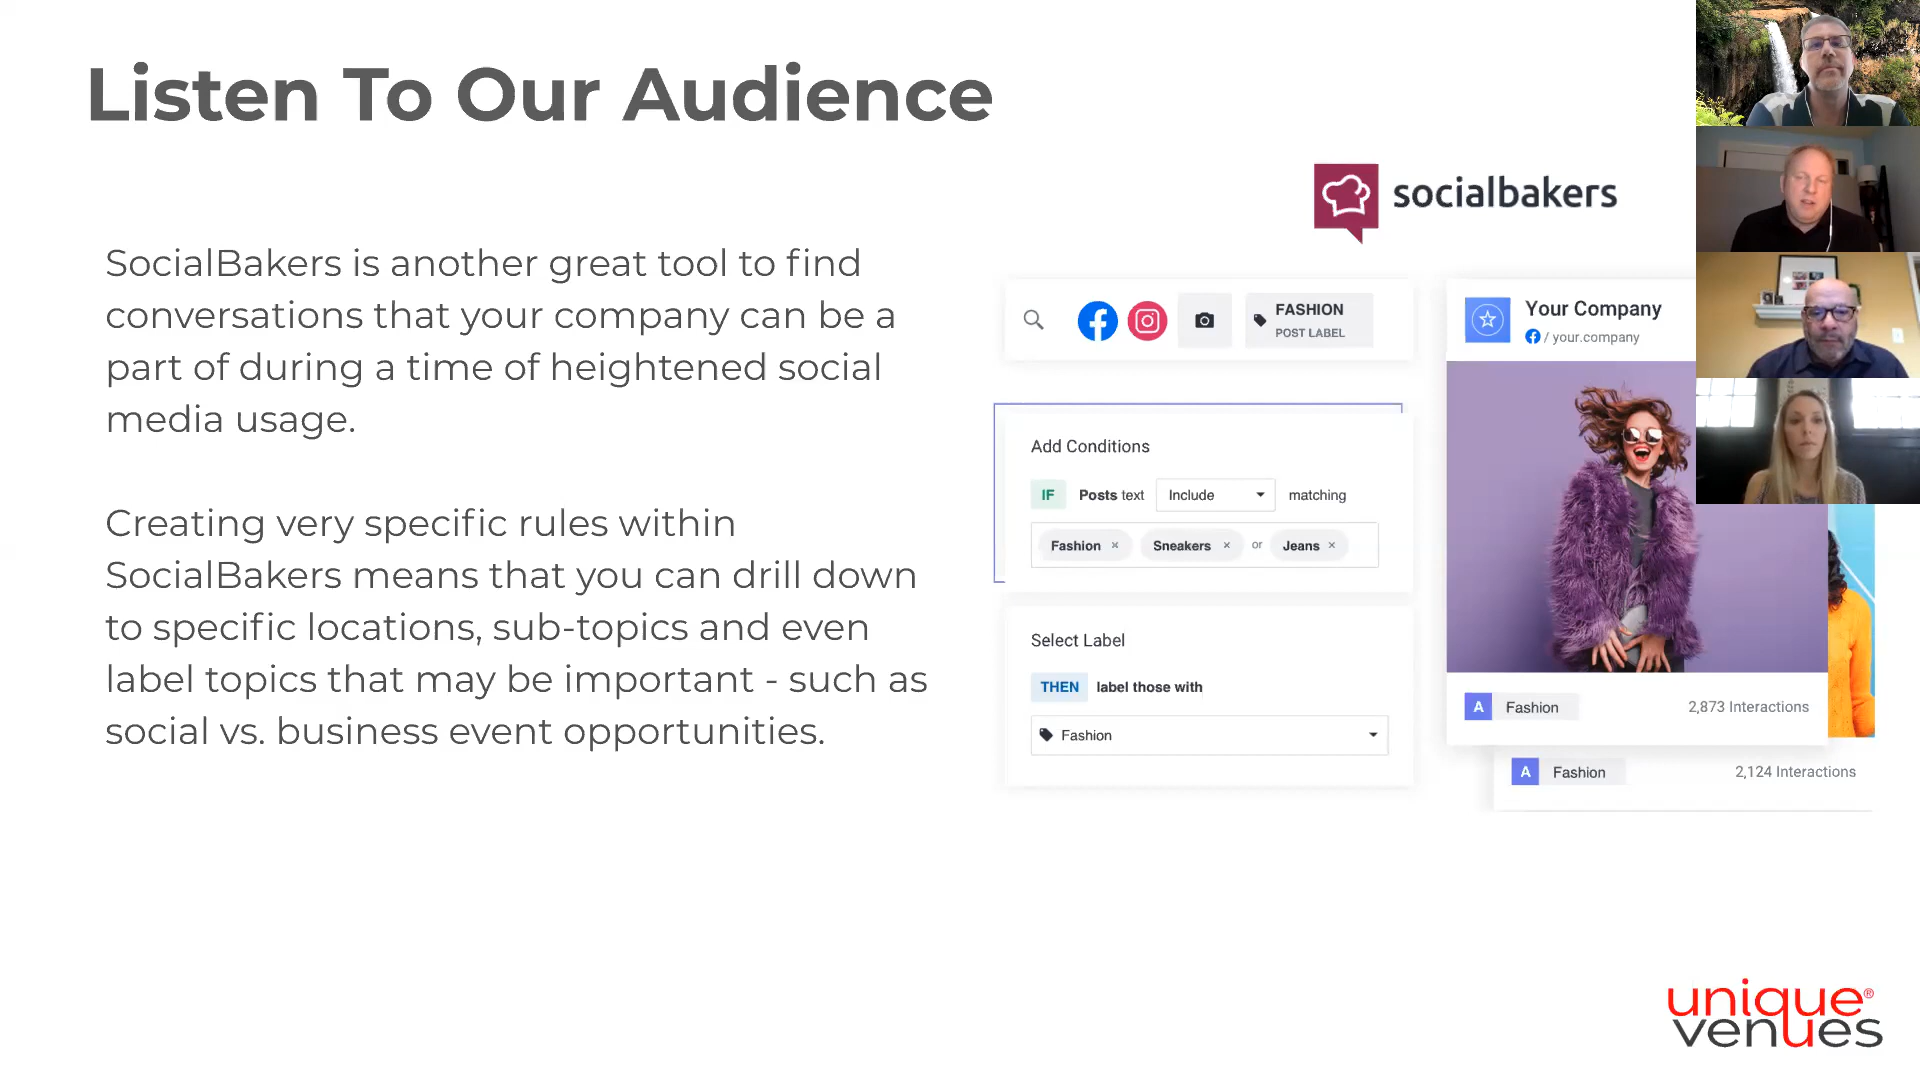 Listen To Our Audience
socialbakers
SocialBakers is another great tool to find
conversations that your company can be a
part of during a time of heightened social
media usage.
Creating very specific rules within
SocialBakers means that you can drill down
to specific locations, sub-topics and even
label topics that may be important - such as
social vs. business event opportunities.
FASHION
POST LABEL
Add Conditions
IF Posts text Include matching
Fashion × Sneakers × or Jeans ×
Select Label
THEN label those with
Fashion
Your Company
/ your.company
A Fashion 2,873 Interactions
A Fashion 2,124 Interactions
unique®
venues